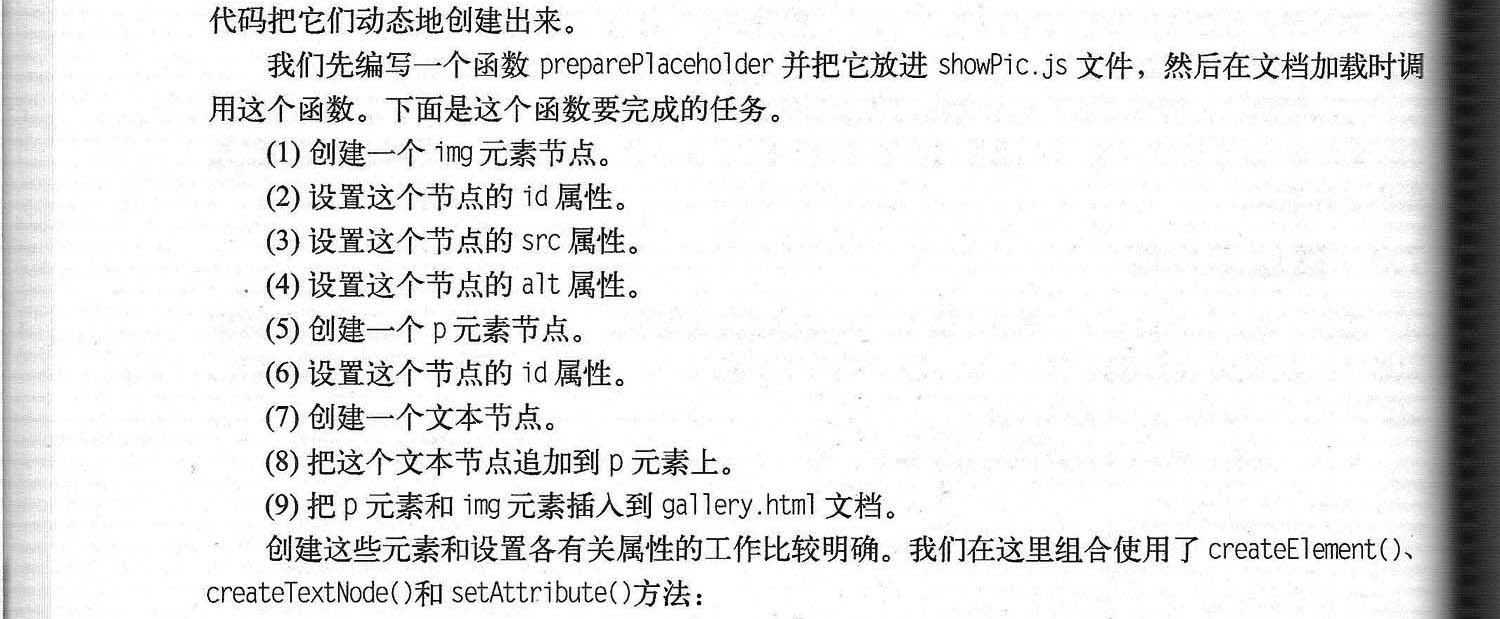 代码把它们动态地创建出来。
我们先编写一个函数 preparePlaceholder 并把它放进 showPic.js 文件，然后在文档加载时调
用这个函数。下面是这个函数要完成的任务。
(1) 创建一个 img 元素节点。
(2) 设置这个节点的 id 属性。
(3) 设置这个节点的 src 属性。
(4) 设置这个节点的 alt 属性。
(5) 创建一个 p 元素节点。
(6) 设置这个节点的 id 属性。
(7) 创建一个文本节点。
(8) 把这个文本节点追加到 p 元素上。
(9) 把 p 元素和 img 元素插入到 gallery.html 文档。
创建这些元素和设置各有关属性的工作比较明确。我们在这里组合使用了 createElement()、
createTextNode()和 setAttribute()方法：